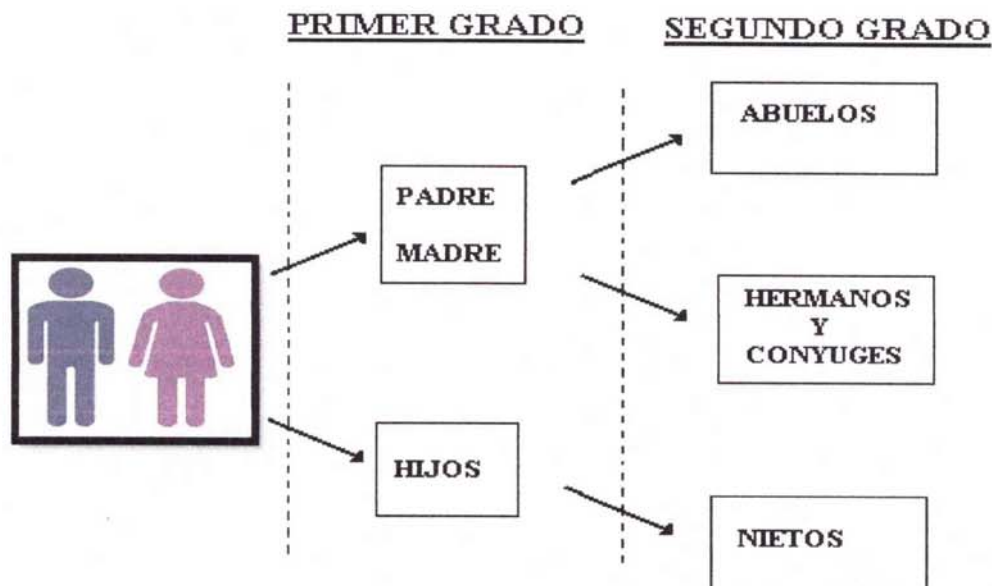 PRIMER GRADO
SEGUNDO GRADO
ABUELOS
PADRE
MADRE
HERMANOS
Y
CONYUGES
HIJOS
NIETOS